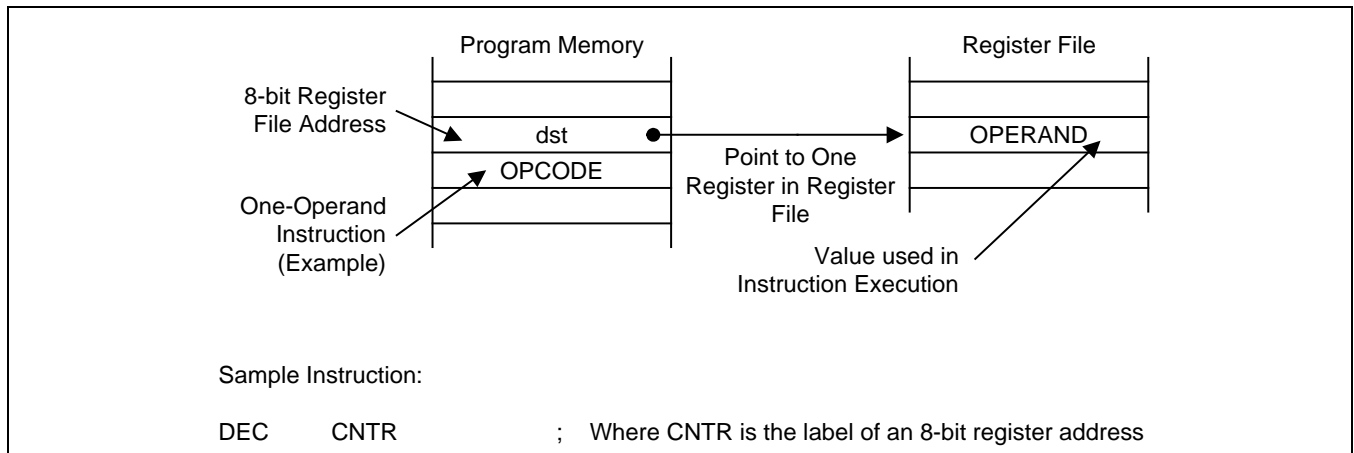 Program Memory
Register File
8-bit Register
File Address
dst
OPERAND
OPCODE
Point to One
Register in Register
File
One-Operand
Instruction
(Example)
Value used in
Instruction Execution
Sample Instruction:
DEC CNTR ; Where CNTR is the label of an 8-bit register address